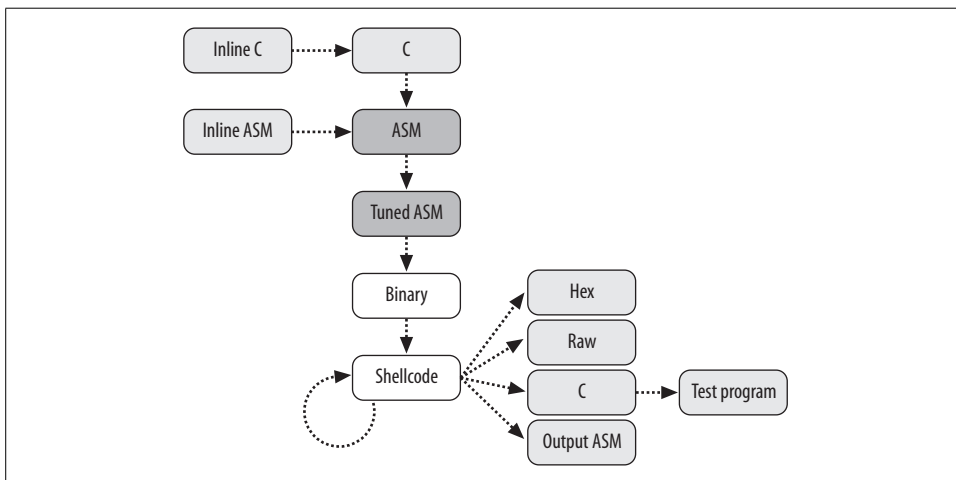 Inline C
C
Inline ASM
ASM
Tuned ASM
Binary
Hex
Raw
Shellcode
C
Test program
Output ASM